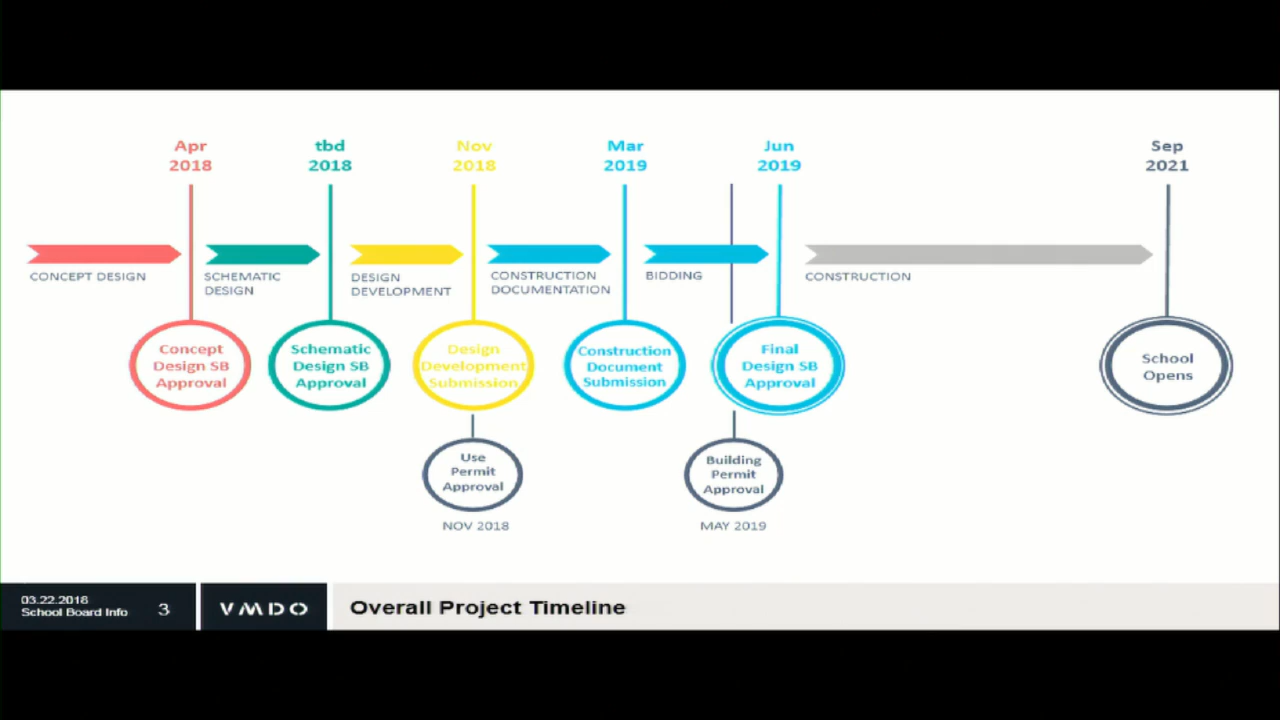 Apr
2018
tbd
2018
Nov
2018
Mar
2019
Jun
2019
Sep
2021
CONCEPT DESIGN
SCHEMATIC
DESIGN
DESIGN
DEVELOPMENT
CONSTRUCTION
DOCUMENTATION
BIDDING
CONSTRUCTION
Concept
Design SB
Approval
Schematic
Design SB
Approval
Design
Development
Submission
Construction
Document
Submission
Final
Design SB
Approval
School
Opens
Use
Permit
Approval
NOV 2018
Building
Permit
Approval
MAY 2019
03.22.2018
School Board Info
3
VMDO
Overall Project Timeline